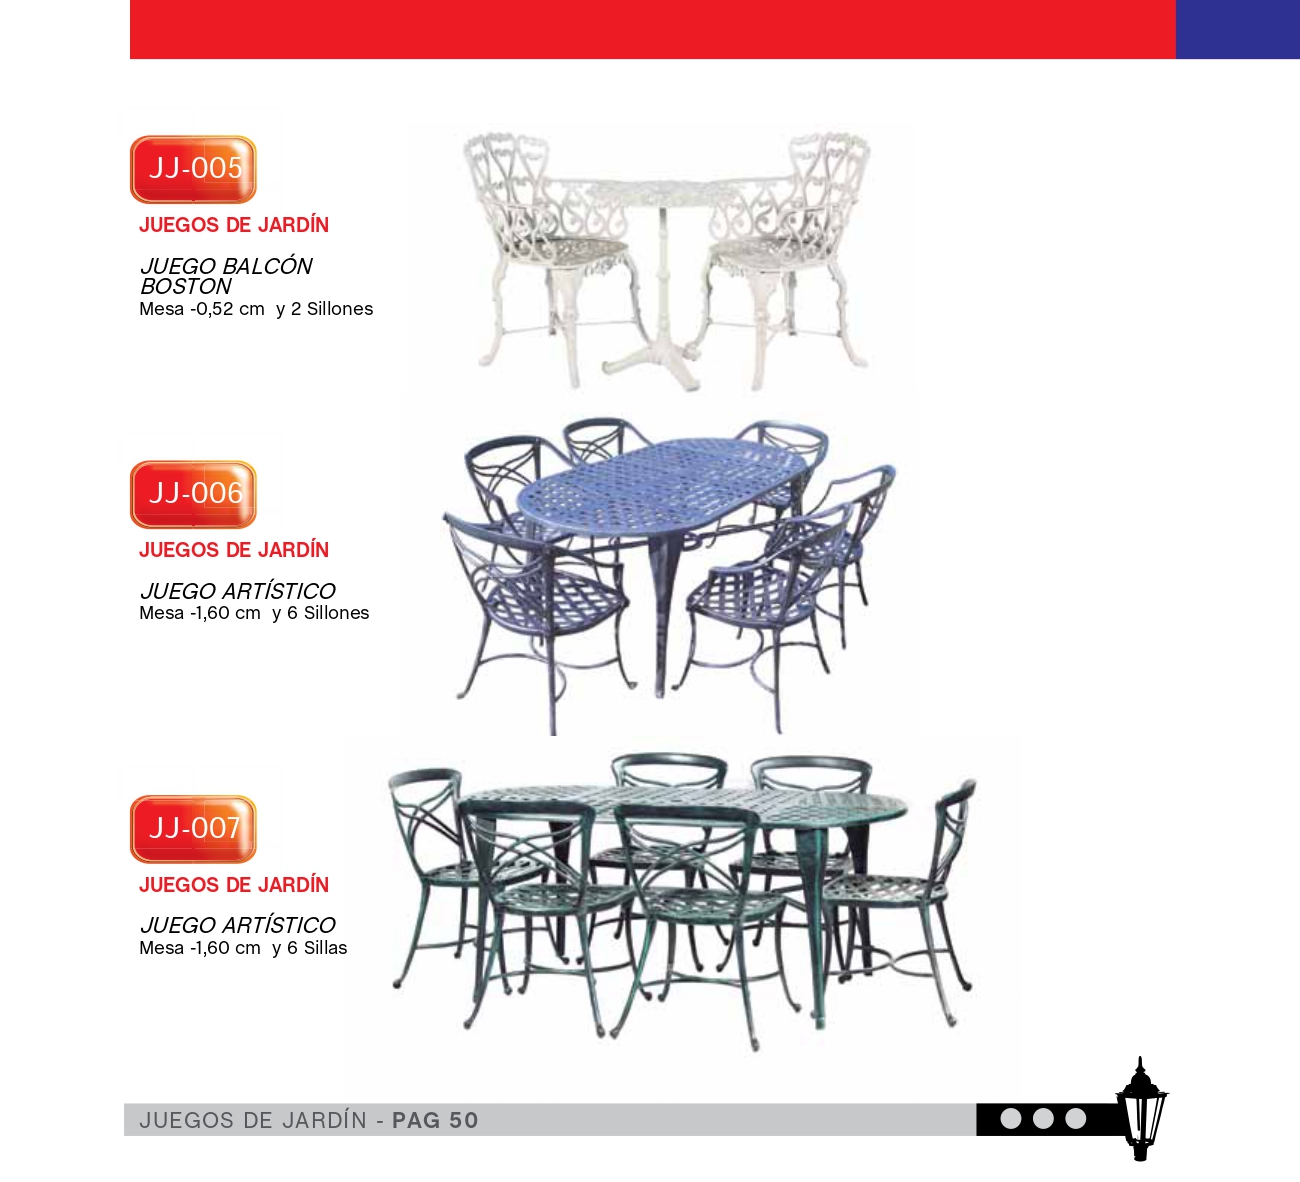 JJ-005
JUEGOS DE JARDÍN
JUEGO BALCÓN
BOSTON
Mesa -0,52 cm  y 2 Sillones
JJ-006
JUEGOS DE JARDÍN
JUEGO ARTÍSTICO
Mesa -1,60 cm  y 6 Sillones
JJ-007
JUEGOS DE JARDÍN
JUEGO ARTÍSTICO
Mesa -1,60 cm  y 6 Sillas
JUEGOS DE JARDÍN - PAG 50